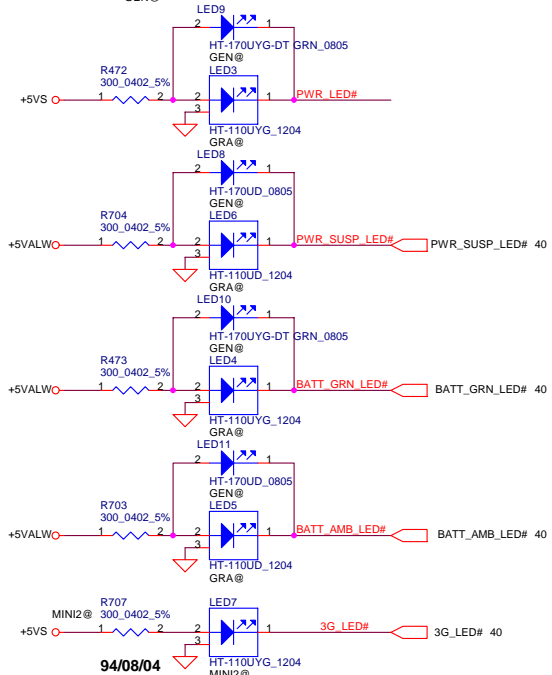 GEN@
LED9
2 1
HT-170UYG-DT GRN_0805
GEN@
R472
300_0402_5%
LED3
+5VS 1 2 2 1 PWR_LED#
3
HT-110UYG_1204
GRA@
LED8
2 1
HT-170UD_0805
GEN@
R704
300_0402_5%
LED6
+5VALW 1 2 2 1 PWR_SUSP_LED# PWR_SUSP_LED# 40
3
HT-110UD_1204
GRA@
LED10
2 1
HT-170UYG-DT GRN_0805
GEN@
R473
300_0402_5%
LED4
+5VALW 1 2 2 1 BATT_GRN_LED# BATT_GRN_LED# 40
3
HT-110UYG_1204
GRA@
LED11
2 1
HT-170UD_0805
GEN@
R703
300_0402_5%
LED5
+5VALW 1 2 2 1 BATT_AMB_LED# BATT_AMB_LED# 40
3
HT-110UD_1204
GRA@
R707
MINI2@ 300_0402_5%
LED7
+5VS 1 2 2 1 3G_LED# 3G_LED# 40
3
94/08/04
HT-110UYG_1204
MINI2@